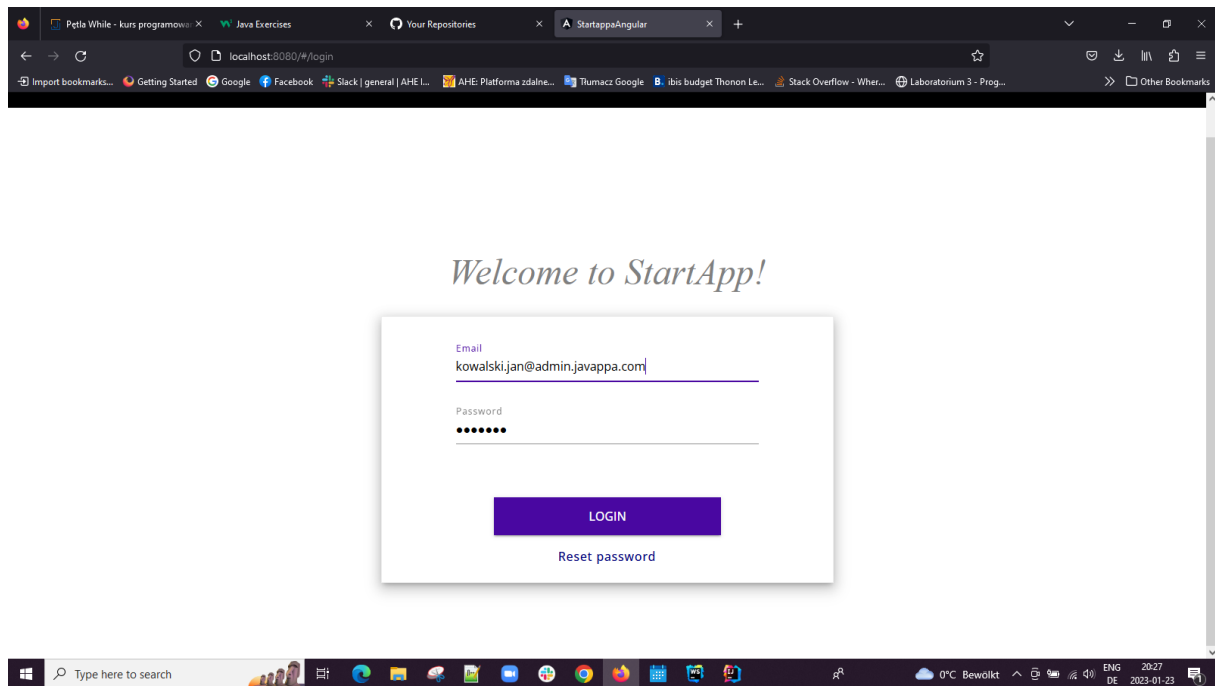 Pętla While - kurs programowa
Java Exercises
Your Repositories
StartappaAngular
localhost:8080/#/login
Import bookmarks...
Getting Started
Google
Facebook
Slack | general | AHE l...
AHE: Platforma zdalne...
Tłumacz Google
ibis budget Thonon Le...
Stack Overflow - Wher...
Laboratorium 3 - Prog...
Other Bookmarks
Welcome to StartApp!
Email
kowalski.jan@admin.javappa.com
Password
•••••••
LOGIN
Reset password
Type here to search
0°C Bewölkt
ENG
DE
20:27
2023-01-23